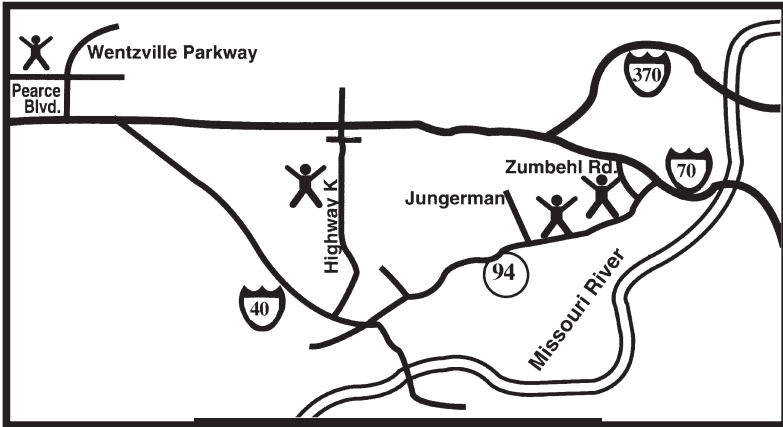 Wentzville Parkway
Pearce
Blvd.
370
Zumbehl Rd.
70
Jungerman
Highway K
94
40
Missouri River